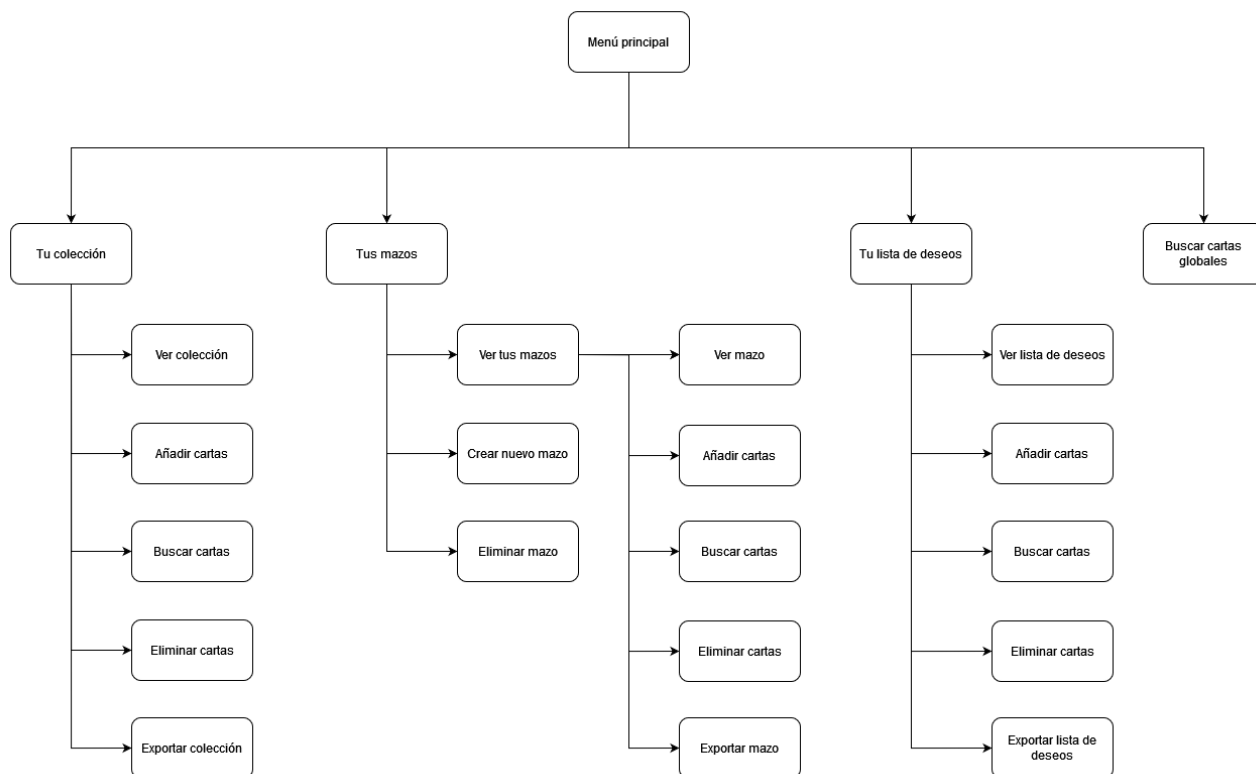 Menú principal
Tu colección
Tus mazos
Tu lista de deseos
Buscar cartas
globales
Ver colección
Ver tus mazos
Ver mazo
Ver lista de deseos
Añadir cartas
Crear nuevo mazo
Añadir cartas
Añadir cartas
Buscar cartas
Eliminar mazo
Buscar cartas
Buscar cartas
Eliminar cartas
Eliminar cartas
Eliminar cartas
Exportar colección
Exportar mazo
Exportar lista de
deseos